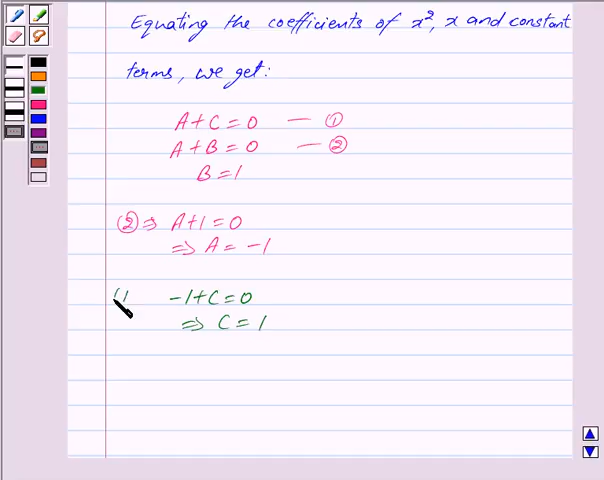 Equating the coefficients of x², x and constant
terms, we get:
A+C=0 — ①
A+B=0 — ②
B=1
② ⇒ A+1=0
⇒ A = -1
-1+C=0
⇒ C=1